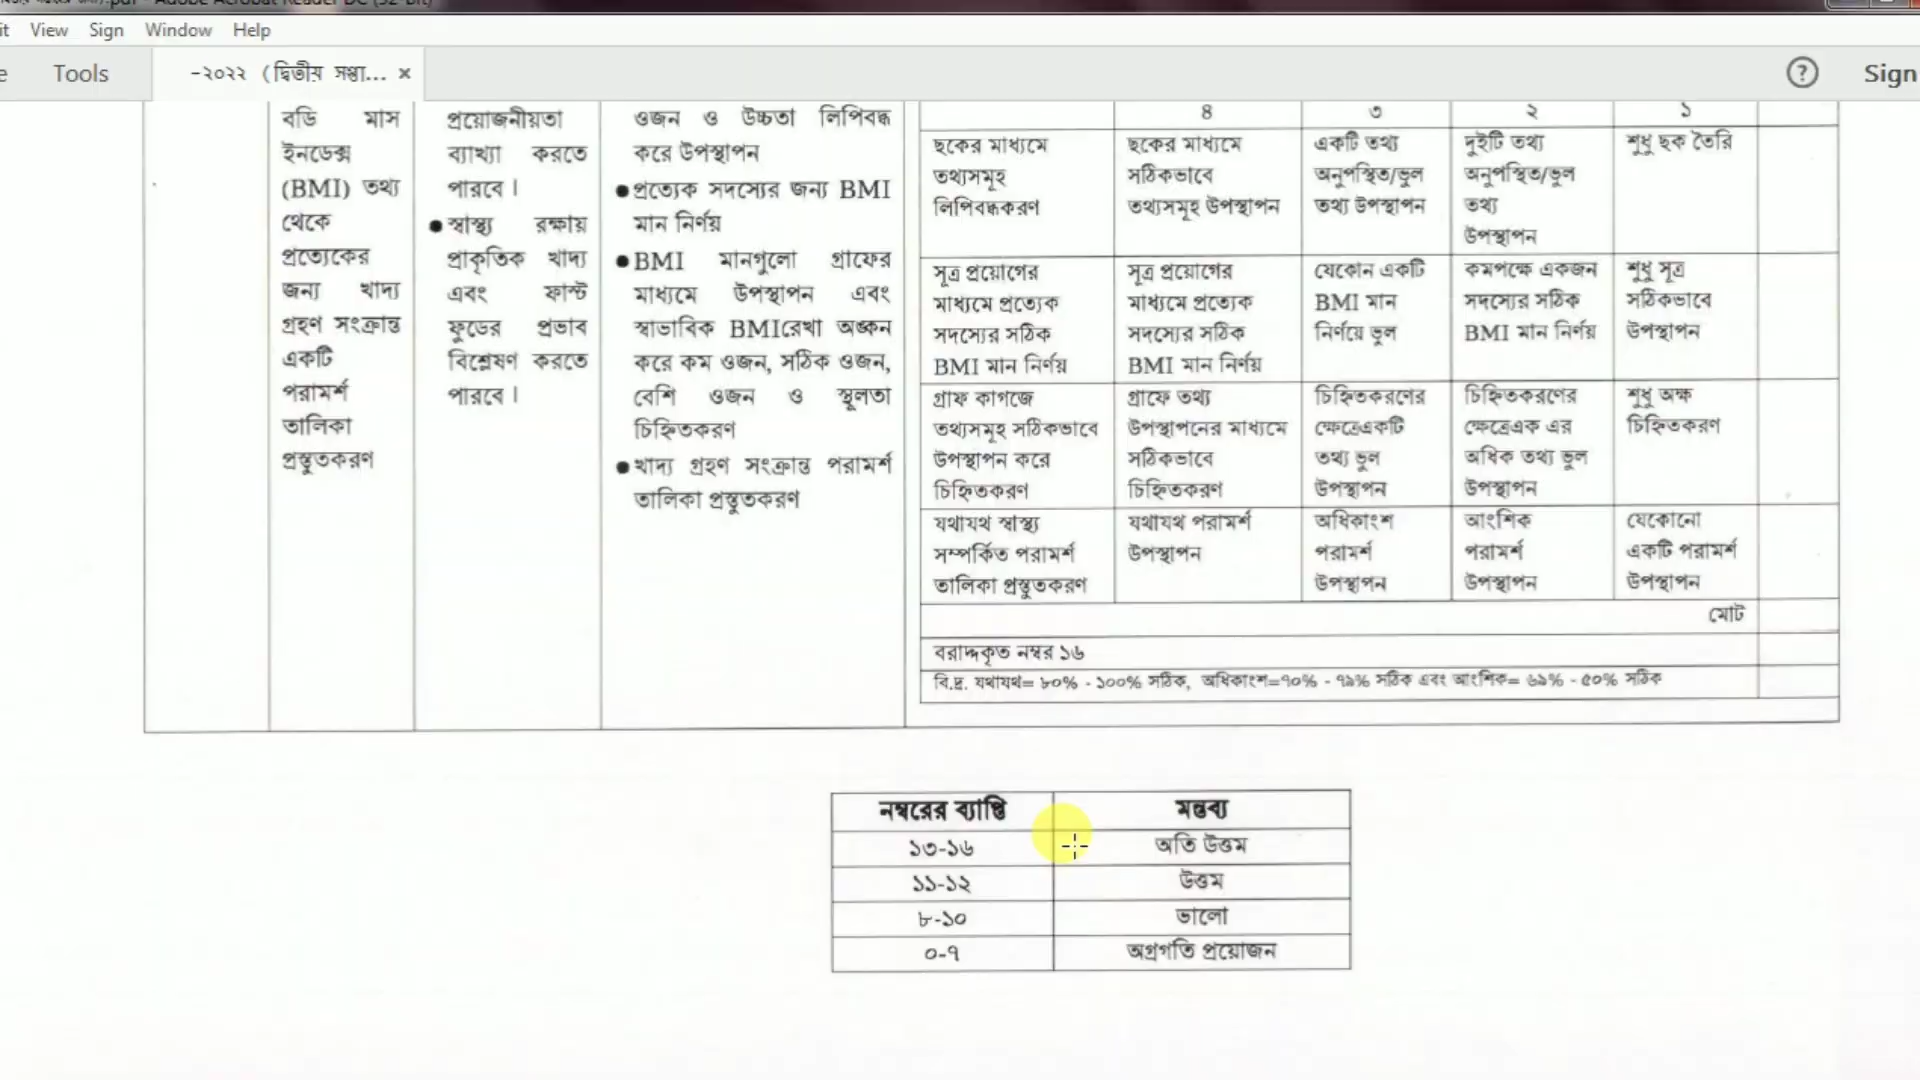 Adobe Acrobat Reader DC (32-bit)
View Sign Window Help
Tools
-২০২২ (দ্বিতীয় সপ্তা... ×
? Sign
বডি মাস
ইনডেক্স
(BMI) তথ্য
থেকে
প্রত্যেকের
জন্য খাদ্য
গ্রহণ সংক্রান্ত
একটি
পরামর্শ
তালিকা
প্রস্তুতকরণ
প্রয়োজনীয়তা
ব্যাখ্যা করতে
পারবে।
● স্বাস্থ্য রক্ষায়
প্রাকৃতিক খাদ্য
এবং ফাস্ট
ফুডের প্রভাব
বিশ্লেষণ করতে
পারবে।
ওজন ও উচ্চতা লিপিবদ্ধ
করে উপস্থাপন
● প্রত্যেক সদস্যের জন্য BMI
মান নির্ণয়
● BMI মানগুলো গ্রাফের
মাধ্যমে উপস্থাপন এবং
স্বাভাবিক BMIরেখা অঙ্কন
করে কম ওজন, সঠিক ওজন,
বেশি ওজন ও স্থূলতা
চিহ্নিতকরণ
● খাদ্য গ্রহণ সংক্রান্ত পরামর্শ
তালিকা প্রস্তুতকরণ
৪ ৩ ২ ১
ছকের মাধ্যমে
তথ্যসমূহ
লিপিবদ্ধকরণ
ছকের মাধ্যমে
সঠিকভাবে
তথ্যসমূহ উপস্থাপন
একটি তথ্য
অনুপস্থিত/ভুল
তথ্য উপস্থাপন
দুইটি তথ্য
অনুপস্থিত/ভুল
তথ্য
উপস্থাপন
শুধু ছক তৈরি
সূত্র প্রয়োগের
মাধ্যমে প্রত্যেক
সদস্যের সঠিক
BMI মান নির্ণয়
সূত্র প্রয়োগের
মাধ্যমে প্রত্যেক
সদস্যের সঠিক
BMI মান নির্ণয়
যেকোন একটি
BMI মান
নির্ণয়ে ভুল
কমপক্ষে একজন
সদস্যের সঠিক
BMI মান নির্ণয়
শুধু সূত্র
সঠিকভাবে
উপস্থাপন
গ্রাফ কাগজে
তথ্যসমূহ সঠিকভাবে
উপস্থাপন করে
চিহ্নিতকরণ
গ্রাফে তথ্য
উপস্থাপনের মাধ্যমে
সঠিকভাবে
চিহ্নিতকরণ
চিহ্নিতকরণের
ক্ষেত্রেএকটি
তথ্য ভুল
উপস্থাপন
চিহ্নিতকরণের
ক্ষেত্রেএক এর
অধিক তথ্য ভুল
উপস্থাপন
শুধু অক্ষ
চিহ্নিতকরণ
যথাযথ স্বাস্থ্য
সম্পর্কিত পরামর্শ
তালিকা প্রস্তুতকরণ
যথাযথ পরামর্শ
উপস্থাপন
অধিকাংশ
পরামর্শ
উপস্থাপন
আংশিক
পরামর্শ
উপস্থাপন
যেকোনো
একটি পরামর্শ
উপস্থাপন
মোট
বরাদ্দকৃত নম্বর ১৬
বি.দ্র. যথাযথ= ৮০% - ১০০% সঠিক, অধিকাংশ=৭০% - ৭৯% সঠিক এবং আংশিক= ৬৯% - ৫০% সঠিক
নম্বরের ব্যাপ্তি মন্তব্য
১৩-১৬ অতি উত্তম
১১-১২ উত্তম
৮-১০ ভালো
০-৭ অগ্রগতি প্রয়োজন